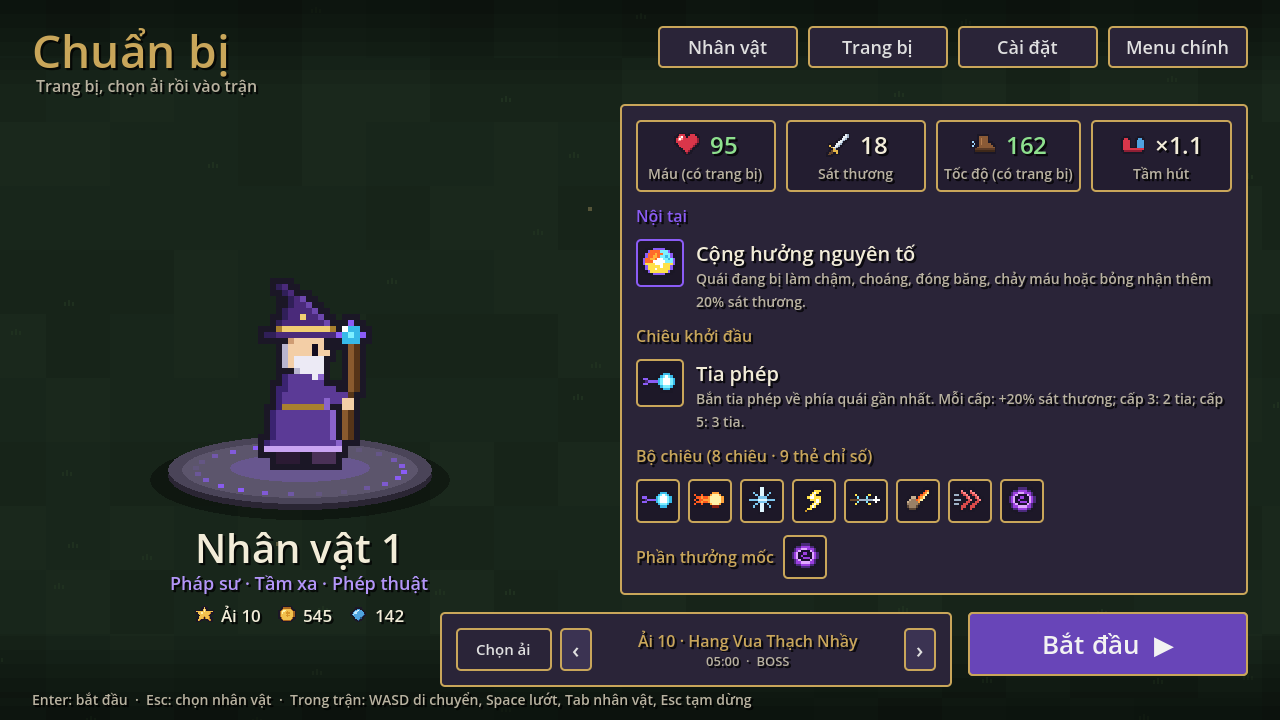 Chuẩn bị
Trang bị, chọn ải rồi vào trận
Nhân vật
Trang bị
Cài đặt
Menu chính
95
Máu (có trang bị)
18
Sát thương
162
Tốc độ (có trang bị)
×1.1
Tầm hút
Nội tại
Cộng hưởng nguyên tố
Quái đang bị làm chậm, choáng, đóng băng, chảy máu hoặc bỏng nhận thêm
20% sát thương.
Chiêu khởi đầu
Tia phép
Bắn tia phép về phía quái gần nhất. Mỗi cấp: +20% sát thương; cấp 3: 2 tia; cấp
5: 3 tia.
Bộ chiêu (8 chiêu · 9 thẻ chỉ số)
Phần thưởng mốc
Nhân vật 1
Pháp sư · Tầm xa · Phép thuật
Ải 10 545 142
Chọn ải
‹
Ải 10 · Hang Vua Thạch Nhầy
05:00 · BOSS
›
Bắt đầu ▶
Enter: bắt đầu · Esc: chọn nhân vật · Trong trận: WASD di chuyển, Space lướt, Tab nhân vật, Esc tạm dừng